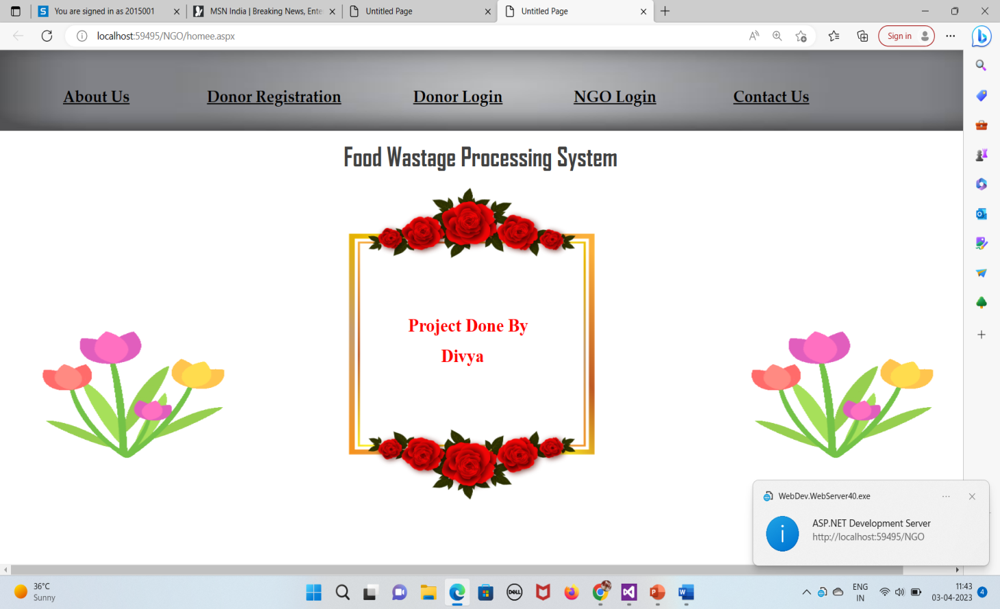 You are signed in as 2015001
MSN India | Breaking News, Ente
Untitled Page
Untitled Page
localhost:59495/NGO/homee.aspx
Sign in
About Us
Donor Registration
Donor Login
NGO Login
Contact Us
Food Wastage Processing System
Project Done By
Divya
WebDev.WebServer40.exe
ASP.NET Development Server
http://localhost:59495/NGO
36°C
Sunny
DELL
ENG
IN
11:43
03-04-2023
4